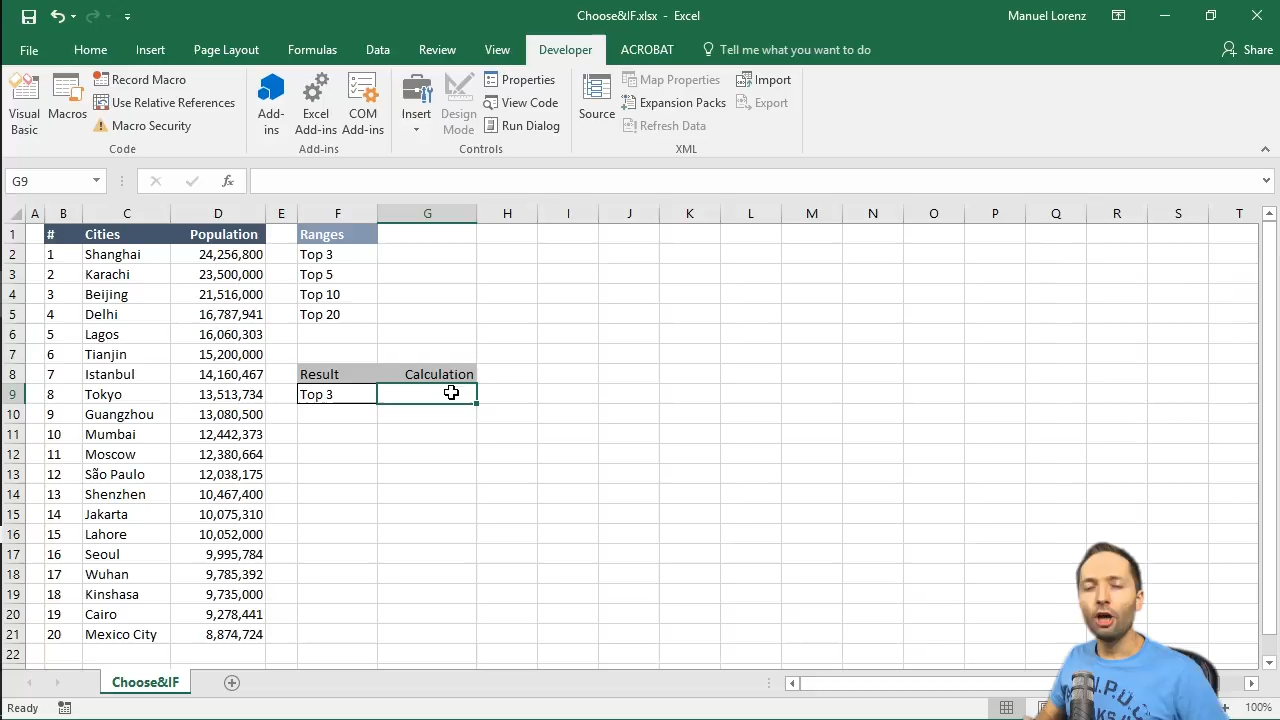 Choose&IF.xlsx - Excel
Manuel Lorenz
File Home Insert Page Layout Formulas Data Review View Developer ACROBAT Tell me what you want to do Share
Visual Basic
Macros
Record Macro
Use Relative References
Macro Security
Code
Add-ins
Excel Add-ins
COM Add-ins
Add-ins
Insert
Design Mode
Properties
View Code
Run Dialog
Controls
Source
Map Properties
Expansion Packs
Refresh Data
Import
Export
XML
G9 fx
A B C D E F G H I J K L M N O P Q R S T
1 # Cities Population Ranges
2 1 Shanghai 24,256,800 Top 3
3 2 Karachi 23,500,000 Top 5
4 3 Beijing 21,516,000 Top 10
5 4 Delhi 16,787,941 Top 20
6 5 Lagos 16,060,303
7 6 Tianjin 15,200,000
8 7 Istanbul 14,160,467 Result Calculation
9 8 Tokyo 13,513,734 Top 3
10 9 Guangzhou 13,080,500
11 10 Mumbai 12,442,373
12 11 Moscow 12,380,664
13 12 São Paulo 12,038,175
14 13 Shenzhen 10,467,400
15 14 Jakarta 10,075,310
16 15 Lahore 10,052,000
17 16 Seoul 9,995,784
18 17 Wuhan 9,785,392
19 18 Kinshasa 9,735,000
20 19 Cairo 9,278,441
21 20 Mexico City 8,874,724
22
Choose&IF
Ready
100%